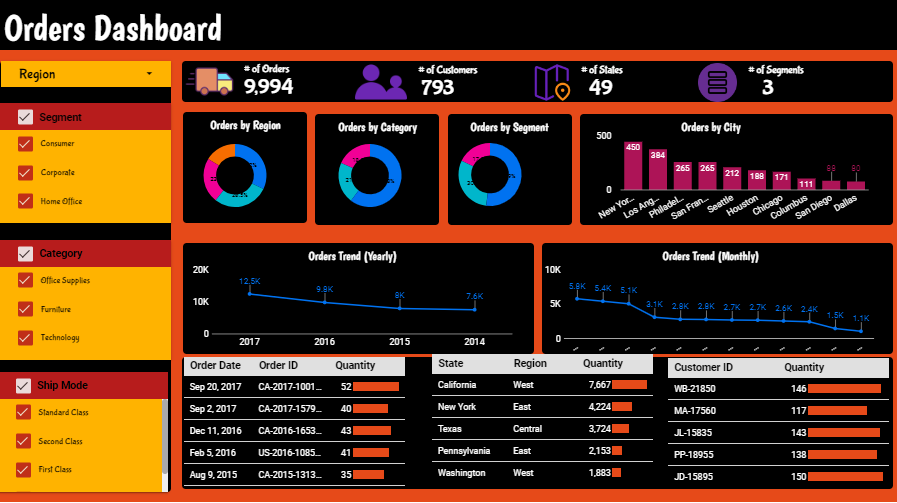 Orders Dashboard
Region
Segment
Consumer
Corporate
Home Office
Category
Office Supplies
Furniture
Technology
Ship Mode
Standard Class
Second Class
First Class
# of Orders
9,994
# of Customers
793
# of States
49
# of Segments
3
Orders by Region
Orders by Category
Orders by Segment
Orders by City
500
0
450
384
265
265
212
188
171
111
New Yor…
Los Ang…
Philadel…
San Fran…
Seattle
Houston
Chicago
Columbus
San Diego
Dallas
Orders Trend (Yearly)
20K
10K
0
12.5K
9.8K
8K
7.6K
2017
2016
2015
2014
Orders Trend (Monthly)
10K
5K
0
5.8K
5.4K
5.1K
3.1K
2.8K
2.8K
2.7K
2.7K
2.6K
2.4K
1.5K
1.1K
Order Date Order ID Quantity
Sep 20, 2017 CA-2017-1001… 52
Sep 2, 2017 CA-2017-1579… 40
Dec 11, 2016 CA-2016-1653… 43
Feb 5, 2016 US-2016-1085… 41
Aug 9, 2015 CA-2015-1313… 35
State Region Quantity
California West 7,667
New York East 4,224
Texas Central 3,724
Pennsylvania East 2,153
Washington West 1,883
Customer ID Quantity
WB-21850 146
MA-17560 117
JL-15835 143
PP-18955 138
JD-15895 150